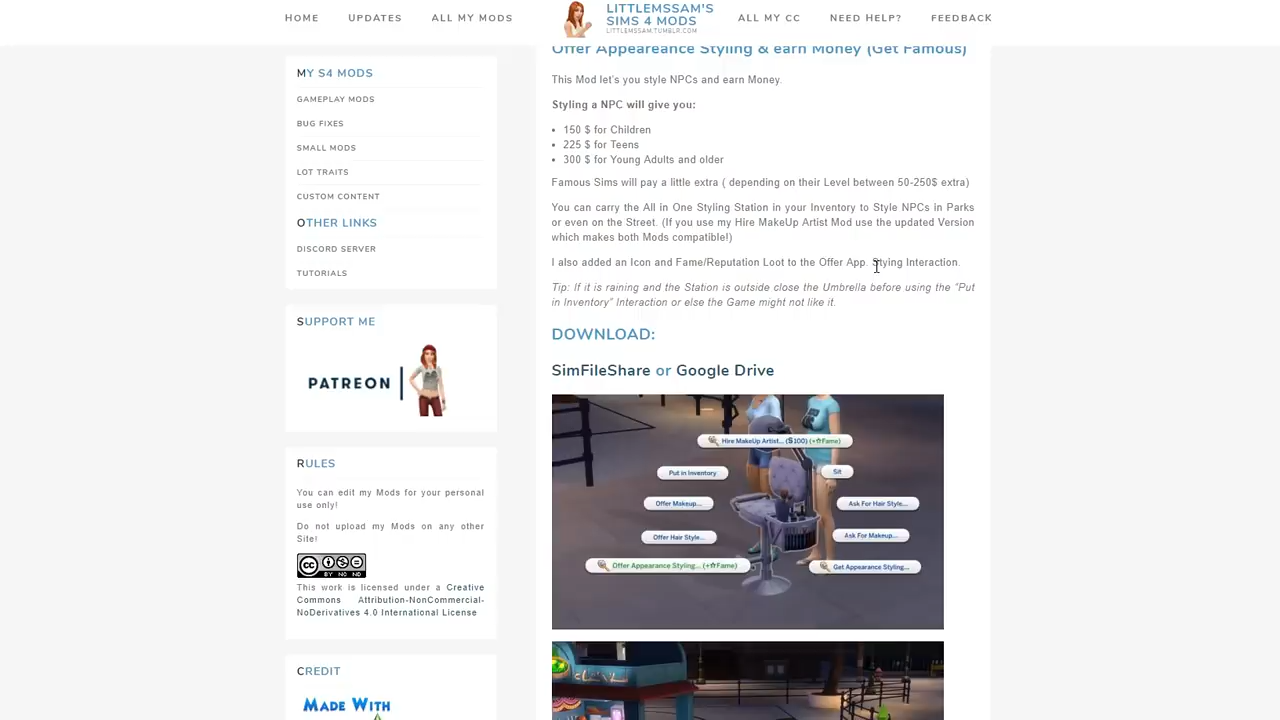 HOME
UPDATES
ALL MY MODS
LITTLEMSSAM'S
SIMS 4 MODS
LITTLEMSSAM.TUMBLR.COM
ALL MY CC
NEED HELP?
FEEDBACK
MY S4 MODS
GAMEPLAY MODS
BUG FIXES
SMALL MODS
LOT TRAITS
CUSTOM CONTENT
OTHER LINKS
DISCORD SERVER
TUTORIALS
SUPPORT ME
PATREON
RULES
You can edit my Mods for your personal
use only!
Do not upload my Mods on any other
Site!
CC
BY NC ND
This work is licensed under a Creative
Commons Attribution-NonCommercial-
NoDerivatives 4.0 International License
CREDIT
MADE WITH
Offer Appeareance Styling & earn Money (Get Famous)
This Mod let's you style NPCs and earn Money.
Styling a NPC will give you:
• 150 $ for Children
• 225 $ for Teens
• 300 $ for Young Adults and older
Famous Sims will pay a little extra ( depending on their Level between 50-250$ extra)
You can carry the All in One Styling Station in your Inventory to Style NPCs in Parks
or even on the Street. (If you use my Hire MakeUp Artist Mod use the updated Version
which makes both Mods compatible!)
I also added an Icon and Fame/Reputation Loot to the Offer App. Stying Interaction.
Tip: If it is raining and the Station is outside close the Umbrella before using the "Put
in Inventory" Interaction or else the Game might not like it.
DOWNLOAD:
SimFileShare or Google Drive
Hire MakeUp Artist... (§100) (+☆Fame)
Put in Inventory
Sit
Offer Makeup...
Ask For Hair Style...
Offer Hair Style...
Ask For Makeup...
Offer Appearance Styling... (+☆Fame)
Get Appearance Styling...